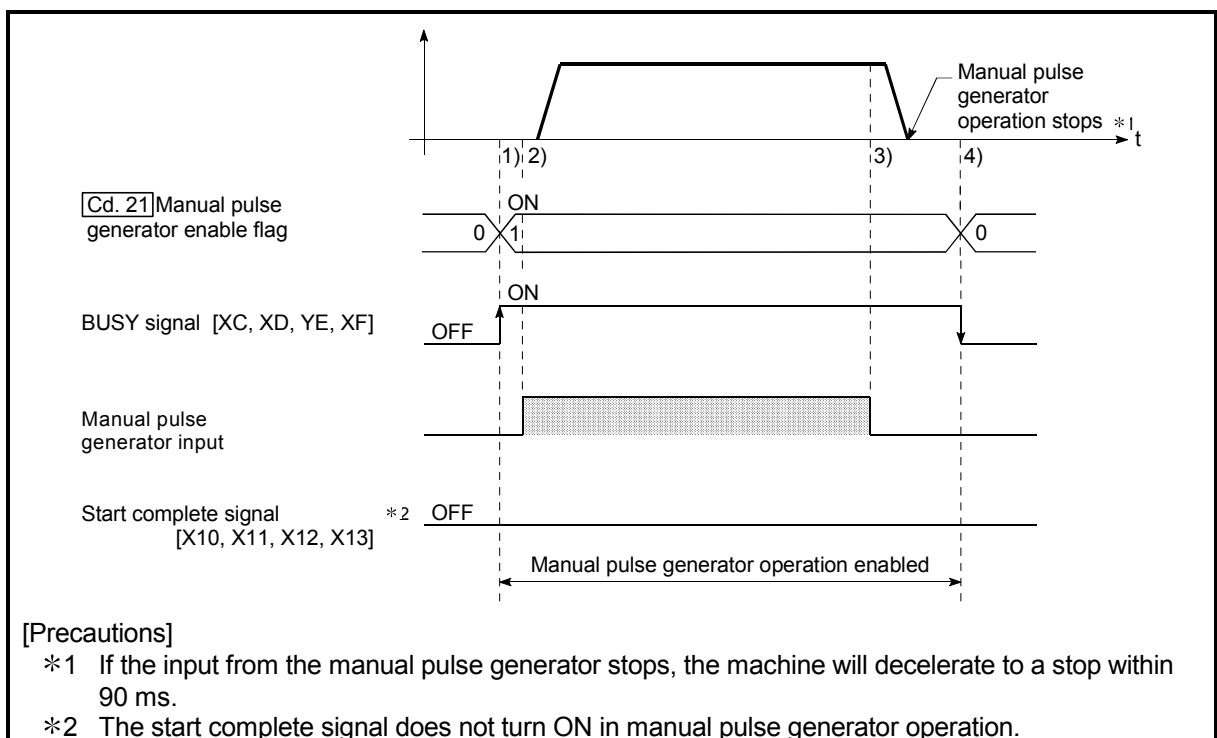 Manual pulse
generator
operation stops *1
t
1) 2) 3) 4)
Cd. 21 Manual pulse
generator enable flag
ON
0 1 0
BUSY signal [XC, XD, YE, XF]
ON
OFF
Manual pulse
generator input
Start complete signal *2 OFF
[X10, X11, X12, X13]
Manual pulse generator operation enabled
[Precautions]
*1 If the input from the manual pulse generator stops, the machine will decelerate to a stop within
90 ms.
*2 The start complete signal does not turn ON in manual pulse generator operation.